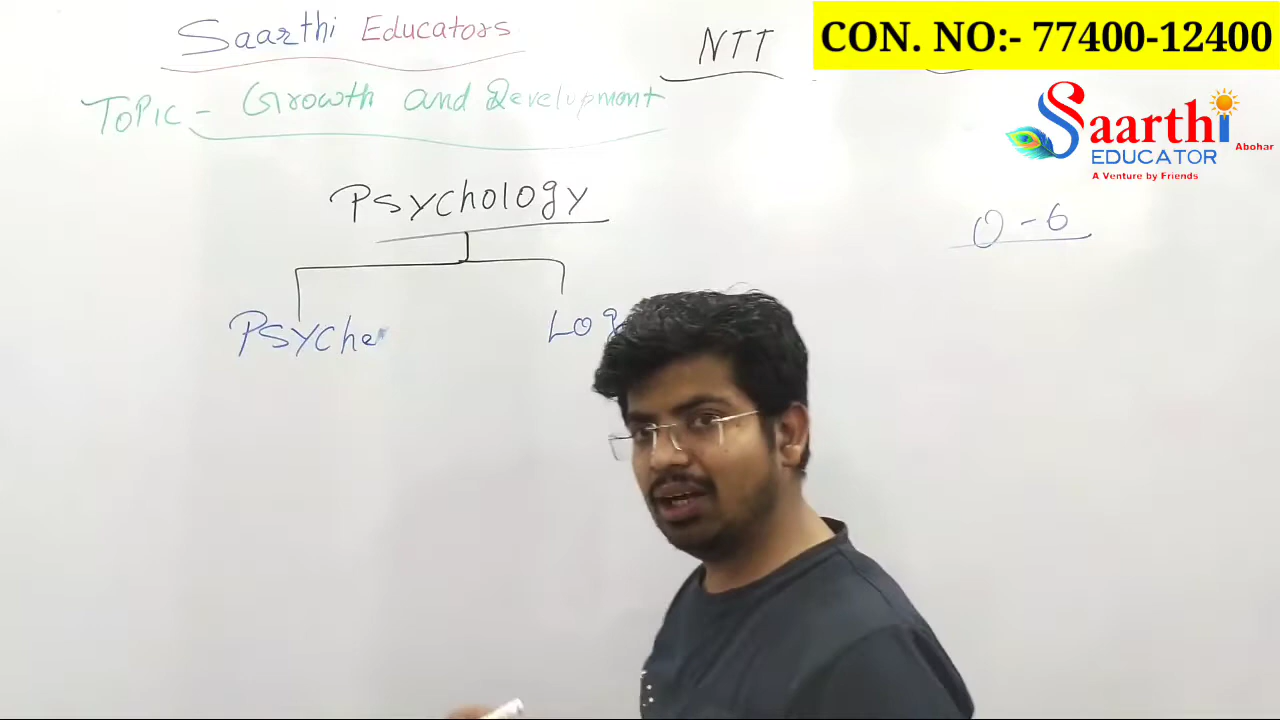 Saarthi Educators
NTT
CON. NO:- 77400-12400
Topic - Growth and Development
Saarthi
EDUCATOR
Abohar
A Venture by Friends
Psychology
0-6
Psyche